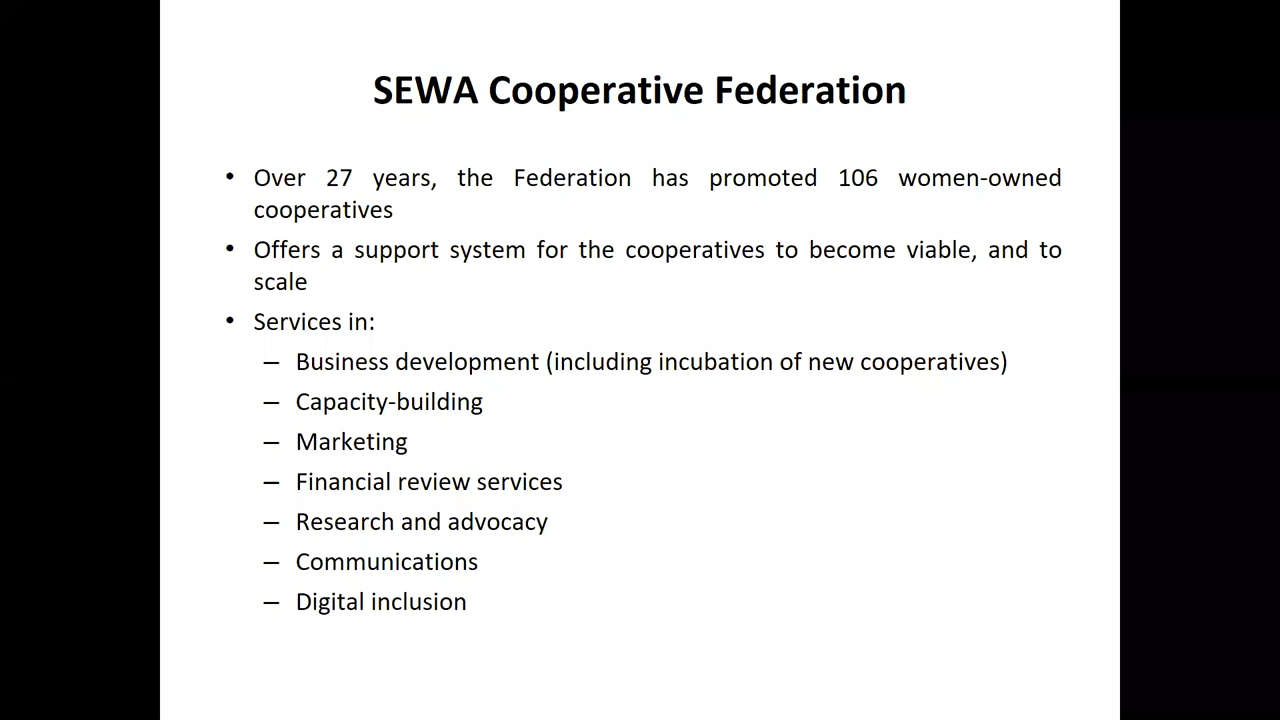 SEWA Cooperative Federation
• Over 27 years, the Federation has promoted 106 women-owned
cooperatives
• Offers a support system for the cooperatives to become viable, and to
scale
• Services in:
– Business development (including incubation of new cooperatives)
– Capacity-building
– Marketing
– Financial review services
– Research and advocacy
– Communications
– Digital inclusion